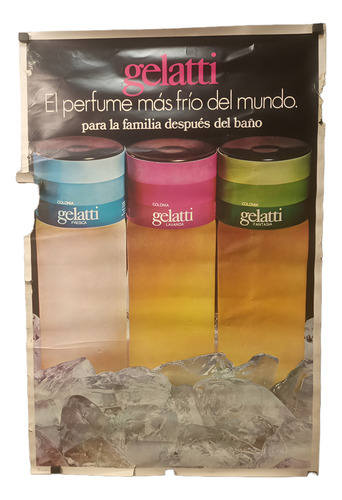 gelatti
El perfume más frío del mundo.
para la familia después del baño
COLONIA
gelatti
FRESCA
COLONIA
gelatti
LAVANDA
COLONIA
gelatti
FANTASIA